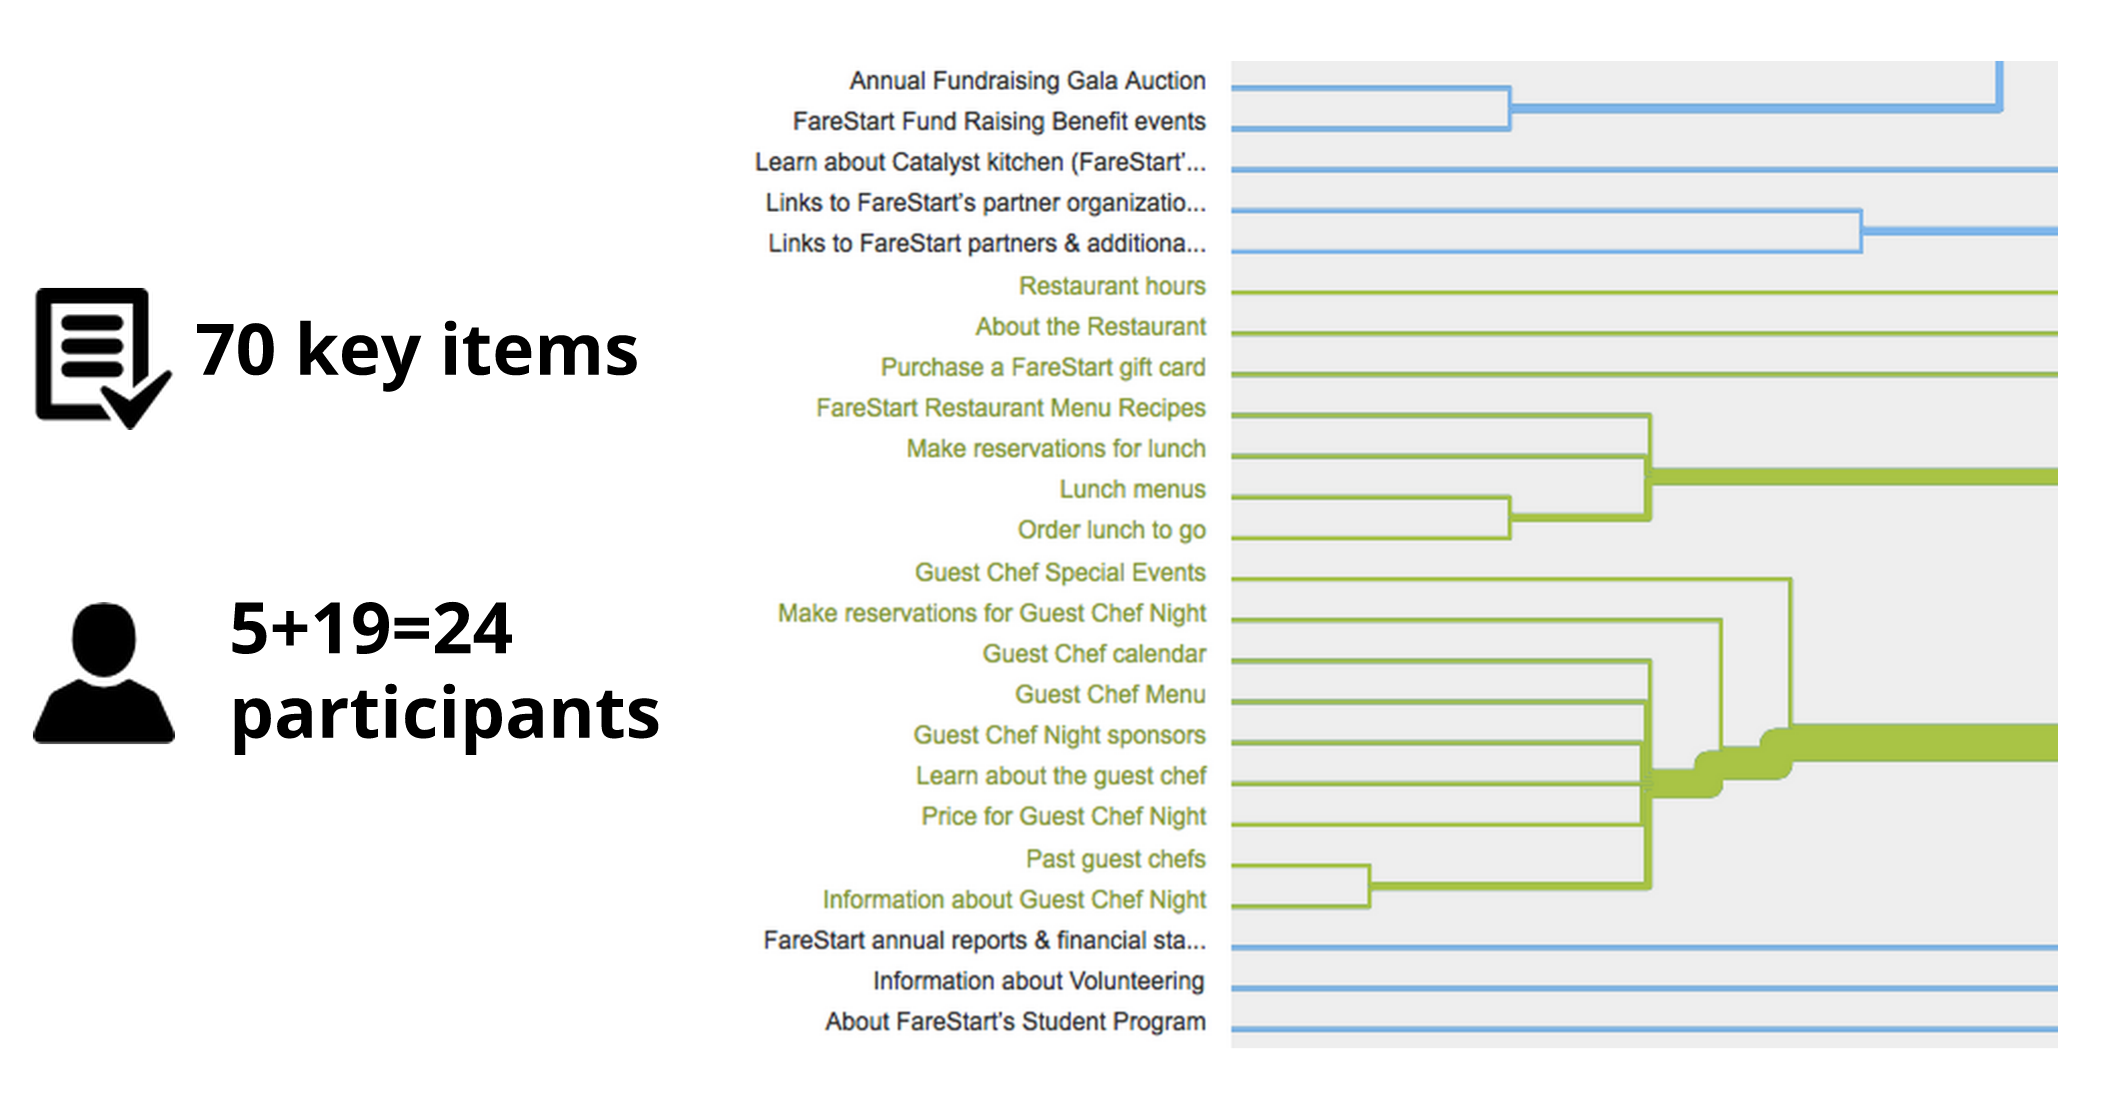 70 key items
5+19=24
participants
Annual Fundraising Gala Auction
FareStart Fund Raising Benefit events
Learn about Catalyst kitchen (FareStart’...
Links to FareStart’s partner organizatio...
Links to FareStart partners & additiona...
Restaurant hours
About the Restaurant
Purchase a FareStart gift card
FareStart Restaurant Menu Recipes
Make reservations for lunch
Lunch menus
Order lunch to go
Guest Chef Special Events
Make reservations for Guest Chef Night
Guest Chef calendar
Guest Chef Menu
Guest Chef Night sponsors
Learn about the guest chef
Price for Guest Chef Night
Past guest chefs
Information about Guest Chef Night
FareStart annual reports & financial sta...
Information about Volunteering
About FareStart’s Student Program